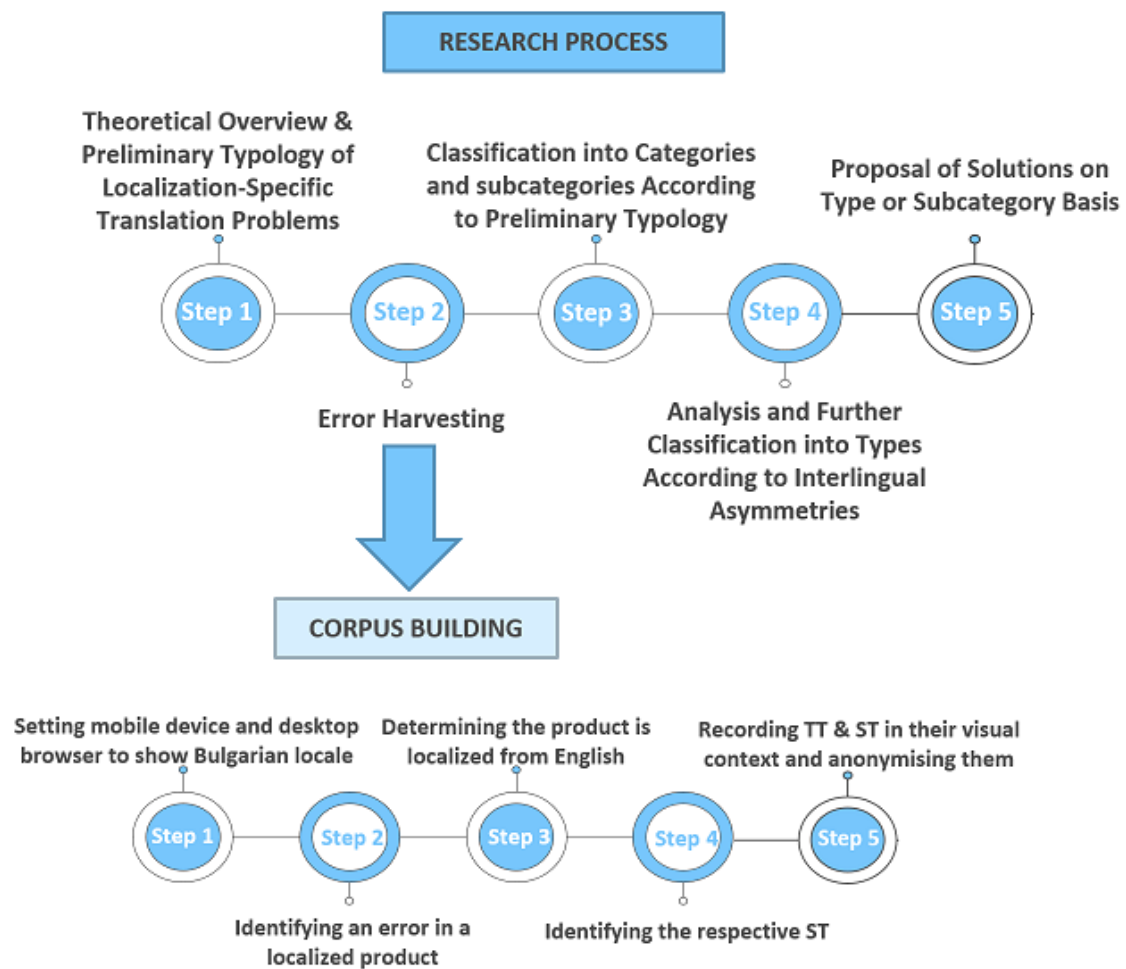 RESEARCH PROCESS
Theoretical Overview &
Preliminary Typology of
Localization-Specific
Translation Problems
Classification into Categories
and subcategories According
to Preliminary Typology
Proposal of Solutions on
Type or Subcategory Basis
Step 1
Step 2
Step 3
Step 4
Step 5
Error Harvesting
Analysis and Further
Classification into Types
According to Interlingual
Asymmetries
CORPUS BUILDING
Setting mobile device and desktop
browser to show Bulgarian locale
Determining the product is
localized from English
Recording TT & ST in their visual
context and anonymising them
Step 1
Step 2
Step 3
Step 4
Step 5
Identifying an error in a
localized product
Identifying the respective ST